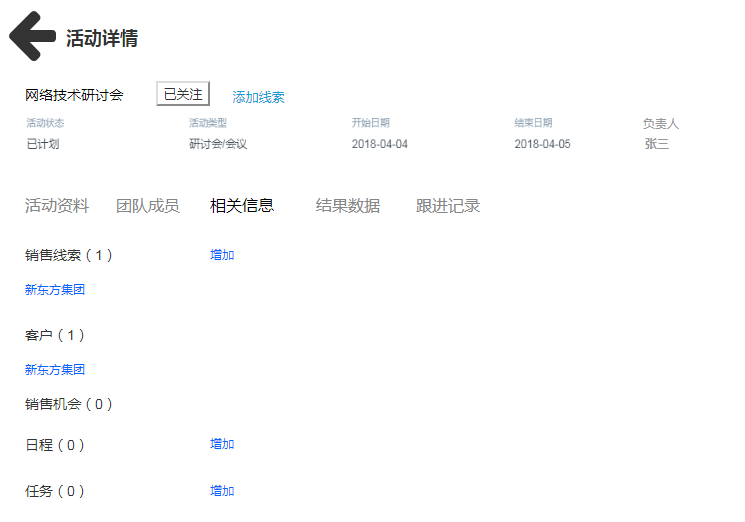 活动详情
网络技术研讨会 已关注 添加线索
活动状态 活动类型 开始日期 结束日期 负责人
已计划 研讨会/会议 2018-04-04 2018-04-05 张三
活动资料 团队成员 相关信息 结果数据 跟进记录
销售线索（1） 增加
新东方集团
客户（1）
新东方集团
销售机会（0）
日程（0） 增加
任务（0） 增加